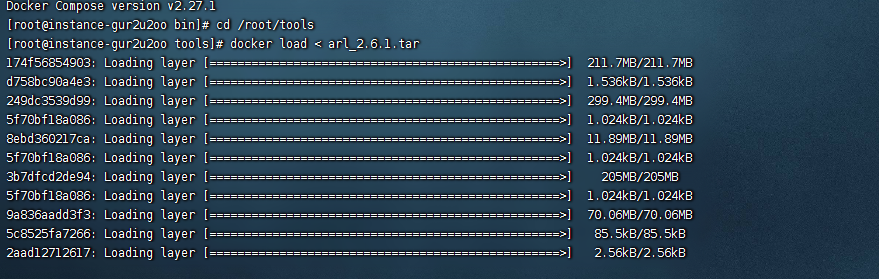 Docker Compose version v2.27.1
[root@instance-gur2u2oo bin]# cd /root/tools
[root@instance-gur2u2oo tools]# docker load < arl_2.6.1.tar
174f56854903: Loading layer [==================================================>]  211.7MB/211.7MB
d758bc90a4e3: Loading layer [==================================================>]  1.536kB/1.536kB
249dc3539d99: Loading layer [==================================================>]  299.4MB/299.4MB
5f70bf18a086: Loading layer [==================================================>]  1.024kB/1.024kB
8ebd360217ca: Loading layer [==================================================>]  11.89MB/11.89MB
5f70bf18a086: Loading layer [==================================================>]  1.024kB/1.024kB
3b7dfcd2de94: Loading layer [==================================================>]    205MB/205MB
5f70bf18a086: Loading layer [==================================================>]  1.024kB/1.024kB
9a836aadd3f3: Loading layer [==================================================>]  70.06MB/70.06MB
5c8525fa7266: Loading layer [==================================================>]   85.5kB/85.5kB
2aad12712617: Loading layer [==================================================>]   2.56kB/2.56kB